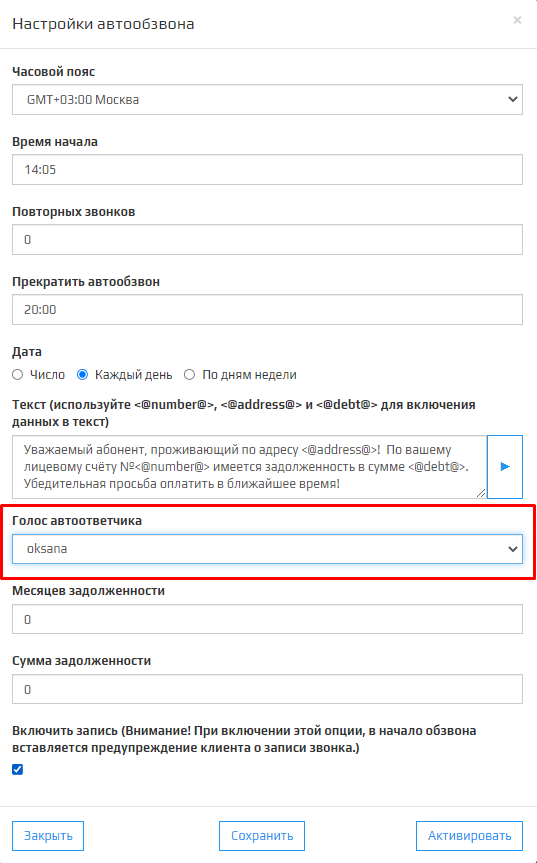 Настройки автообзвона
×
Часовой пояс
GMT+03:00 Москва
Время начала
14:05
Повторных звонков
0
Прекратить автообзвон
20:00
Дата
Число Каждый день По дням недели
Текст (используйте <@number@>, <@address@> и <@debt@> для включения
данных в текст)
Уважаемый абонент, проживающий по адресу <@address@>! По вашему
лицевому счёту №<@number@> имеется задолженность в сумме <@debt@>.
Убедительная просьба оплатить в ближайшее время!
Голос автоответчика
oksana
Месяцев задолженности
0
Сумма задолженности
0
Включить запись (Внимание! При включении этой опции, в начало обзвона
вставляется предупреждение клиента о записи звонка.)
Закрыть Сохранить Активировать